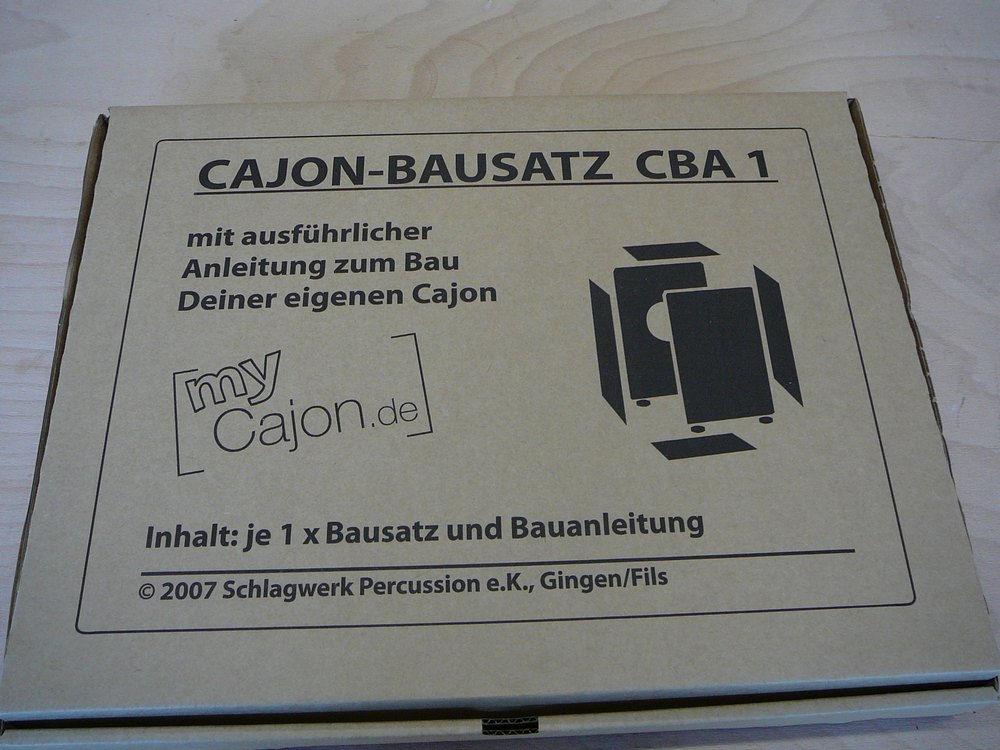 CAJON-BAUSATZ CBA 1
mit ausführlicher
Anleitung zum Bau
Deiner eigenen Cajon
my
Cajon.de
Inhalt: je 1 x Bausatz und Bauanleitung
© 2007 Schlagwerk Percussion e.K., Gingen/Fils